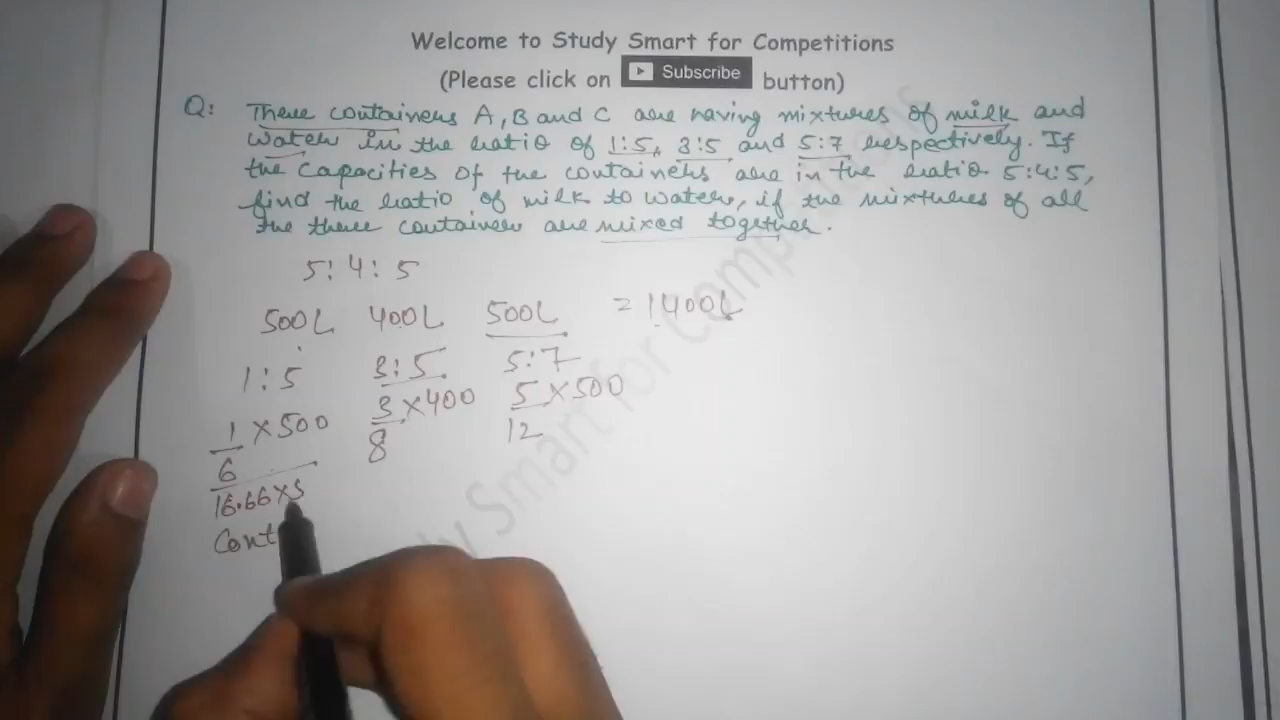 Welcome to Study Smart for Competitions
(Please click on Subscribe button)
Q: Three containers A, B and C are having mixtures of milk and
water in the ratio of 1:5, 3:5 and 5:7 respectively. If
the capacities of the containers are in the ratio 5:4:5,
find the ratio of milk to water, if the mixtures of all
the three containers are mixed together.
5:4:5
500L 400L 500L = 1400L
1:5 3:5 5:7
1/6 × 500 3/8 × 400 5/12 × 500
16.66×5
Cont
Study Smart for Competitions